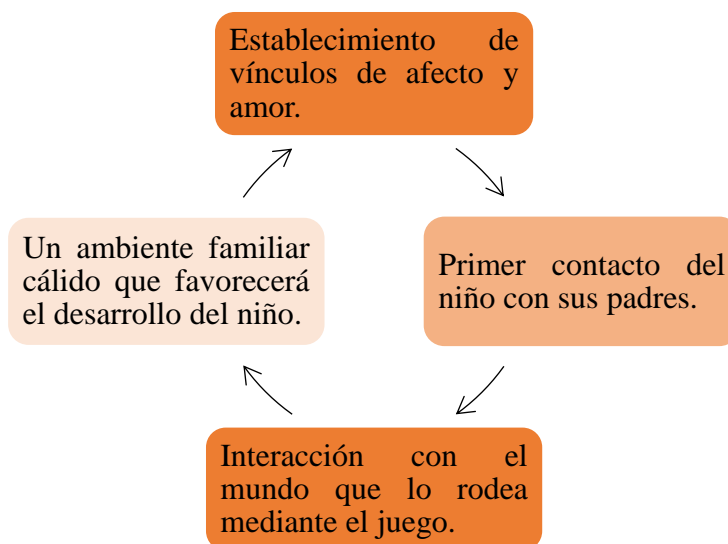 Establecimiento de
vínculos de afecto y
amor.
Primer contacto del
niño con sus padres.
Interacción con el
mundo que lo rodea
mediante el juego.
Un ambiente familiar
cálido que favorecerá
el desarrollo del niño.